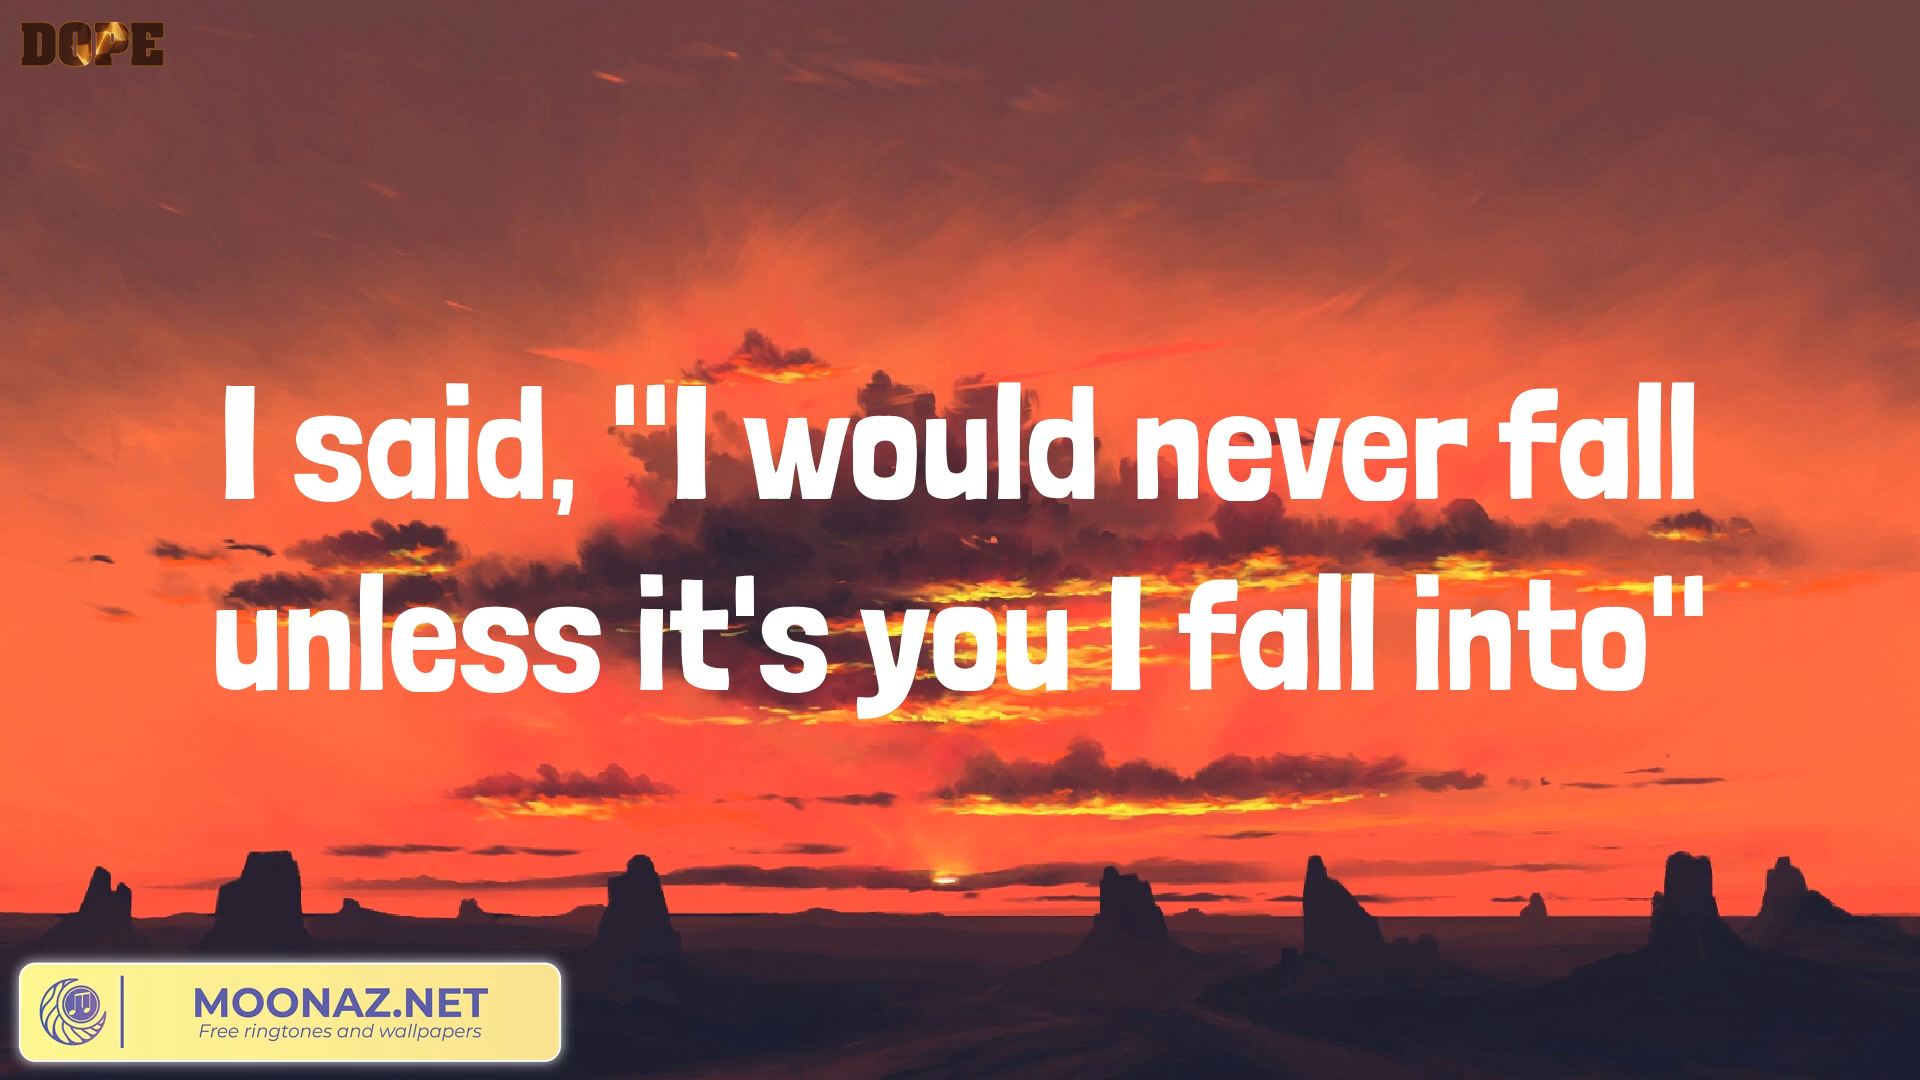 DOPE
I said, "I would never fall
unless it's you I fall into"
MOONAZ.NET
Free ringtones and wallpapers